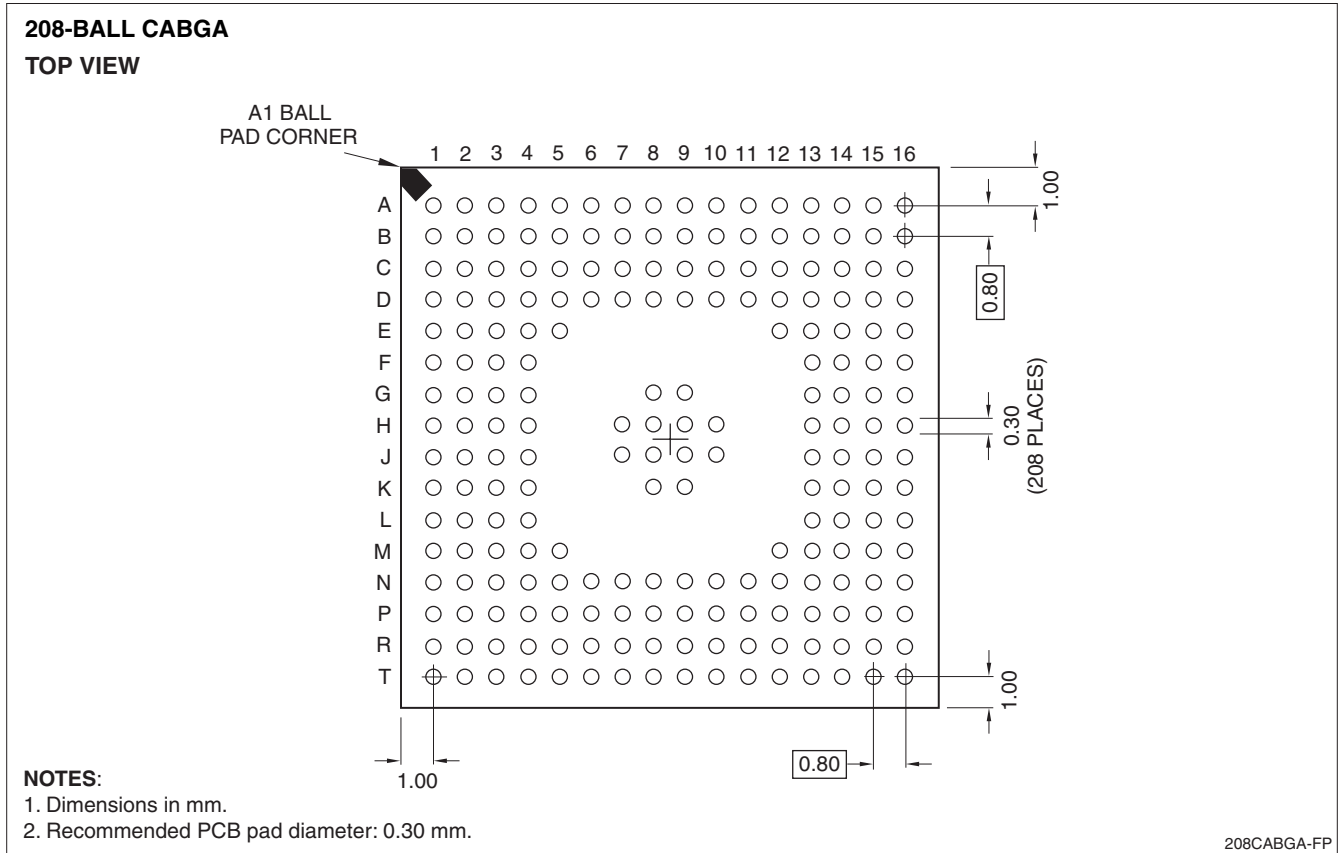 208-BALL CABGA
TOP VIEW
A1 BALL
PAD CORNER
1 2 3 4 5 6 7 8 9 10 11 12 13 14 15 16
A
B
C
D
E
F
G
H
J
K
L
M
N
P
R
T
1.00
0.80
0.30
(208 PLACES)
1.00
0.80
1.00
NOTES:
1. Dimensions in mm.
2. Recommended PCB pad diameter: 0.30 mm.
208CABGA-FP